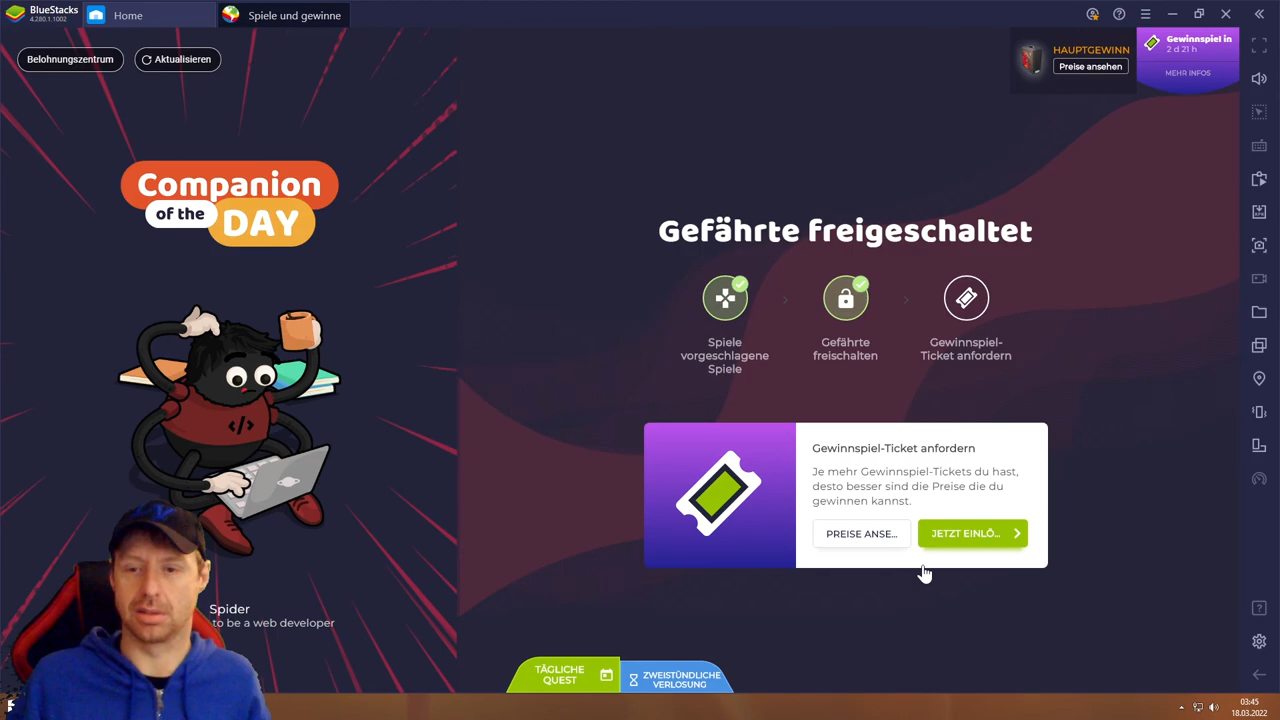 BlueStacks
4.280.1.1002
Home
Spiele und gewinne
Belohnungszentrum
Aktualisieren
HAUPTGEWINN
Preise ansehen
Gewinnspiel in
2 d 21 h
MEHR INFOS
Companion
of the
DAY
Gefährte freigeschaltet
Spiele
vorgeschlagene
Spiele
Gefährte
freischalten
Gewinnspiel-
Ticket anfordern
</>
Gewinnspiel-Ticket anfordern
Je mehr Gewinnspiel-Tickets du hast,
desto besser sind die Preise die du
gewinnen kannst.
PREISE ANSE...
JETZT EINLÖ...
Spider
to be a web developer
TÄGLICHE
QUEST
ZWEISTÜNDLICHE
VERLOSUNG
03:45
18.03.2022